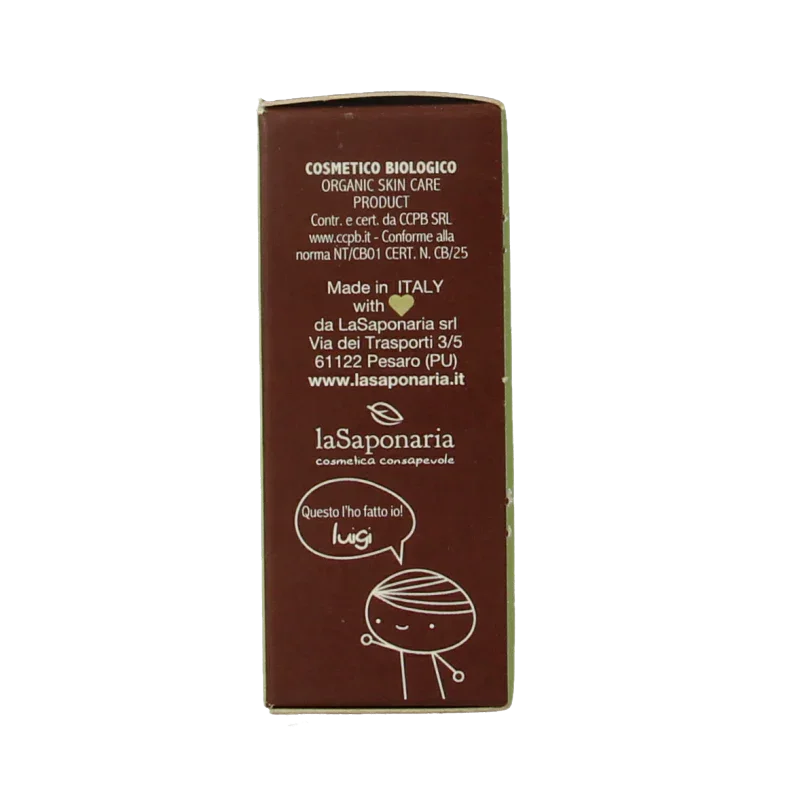 COSMETICO BIOLOGICO
ORGANIC SKIN CARE
PRODUCT
Contr. e cert. da CCPB SRL
www.ccpb.it - Conforme alla
norma NT/CB01 CERT. N. CB/25
Made in ITALY
with
da LaSaponaria srl
Via dei Trasporti 3/5
61122 Pesaro (PU)
www.lasaponaria.it
laSaponaria
cosmetica consapevole
Questo l'ho fatto io!
luigi